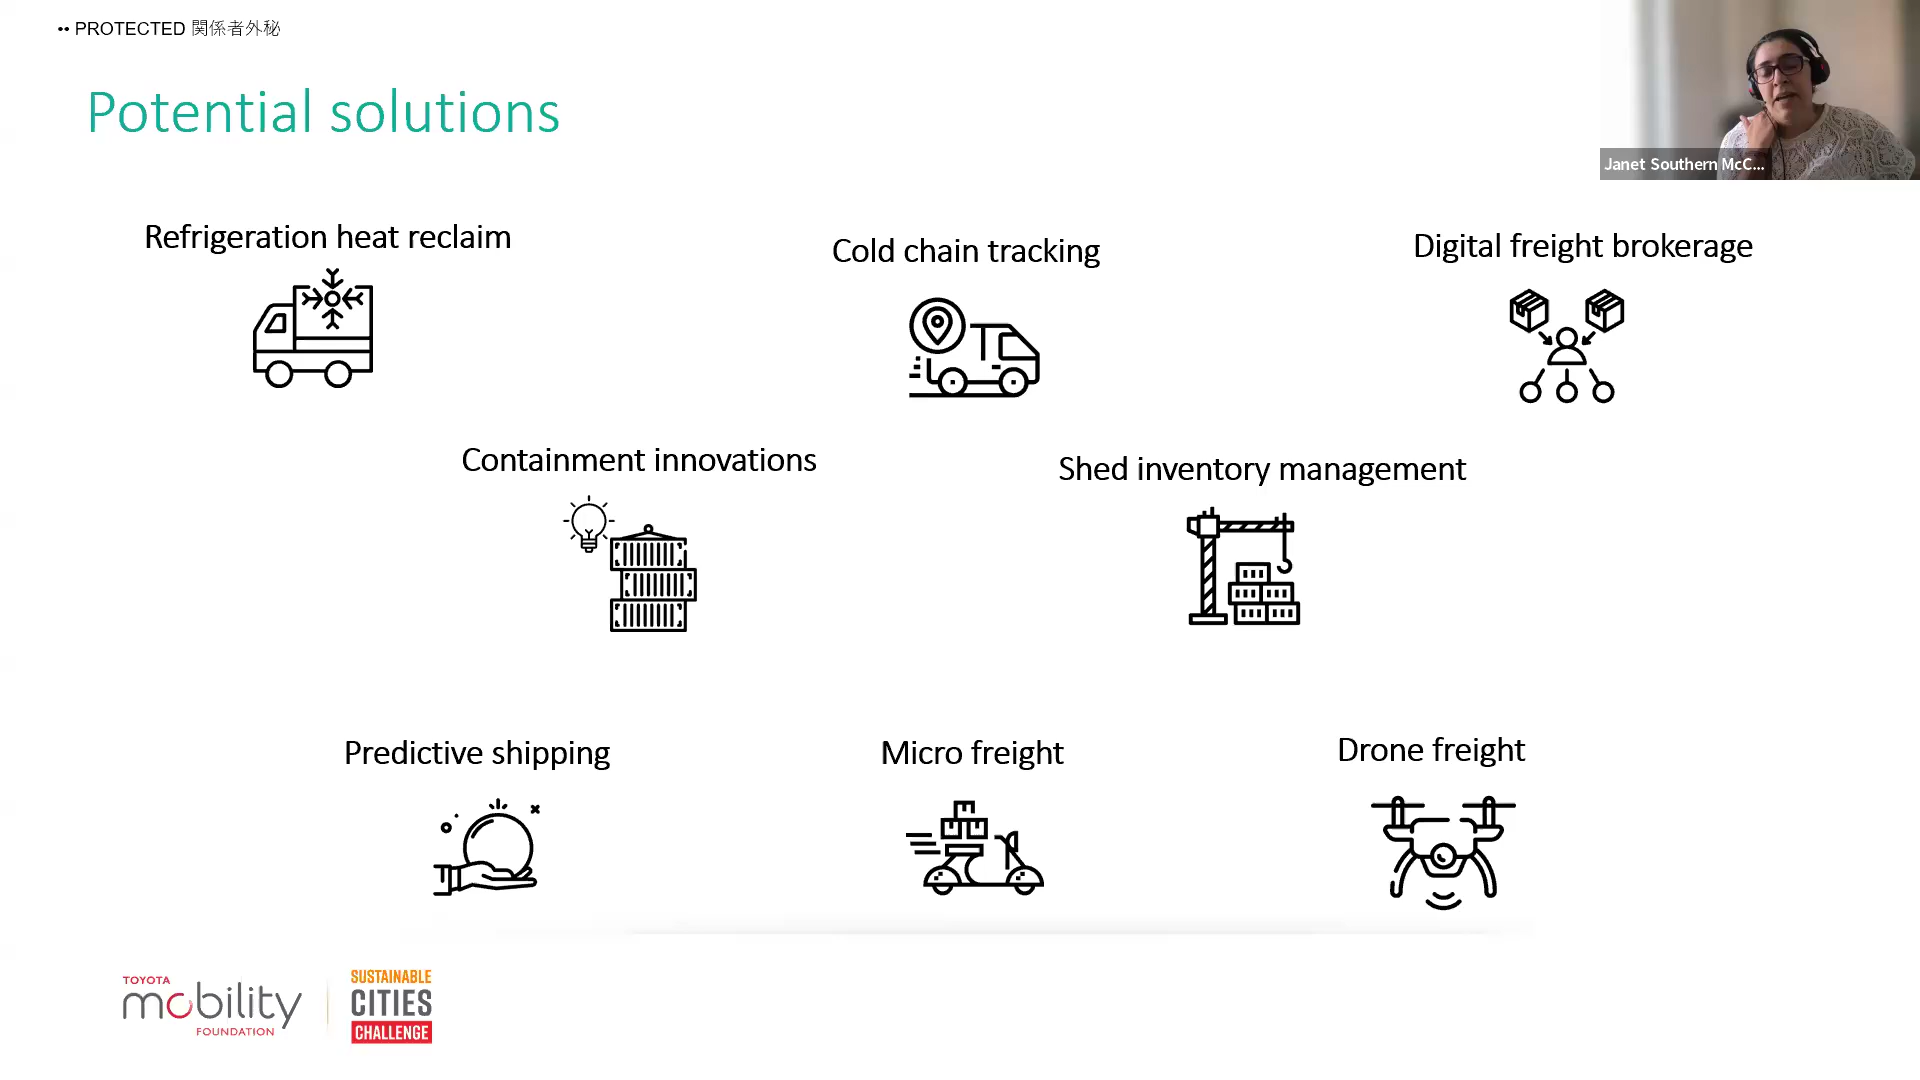 •• PROTECTED 関係者外秘
Potential solutions
Janet Southern McC...
Refrigeration heat reclaim
Cold chain tracking
Digital freight brokerage
Containment innovations
Shed inventory management
Predictive shipping
Micro freight
Drone freight
TOYOTA
mobility
FOUNDATION
SUSTAINABLE
CITIES
CHALLENGE